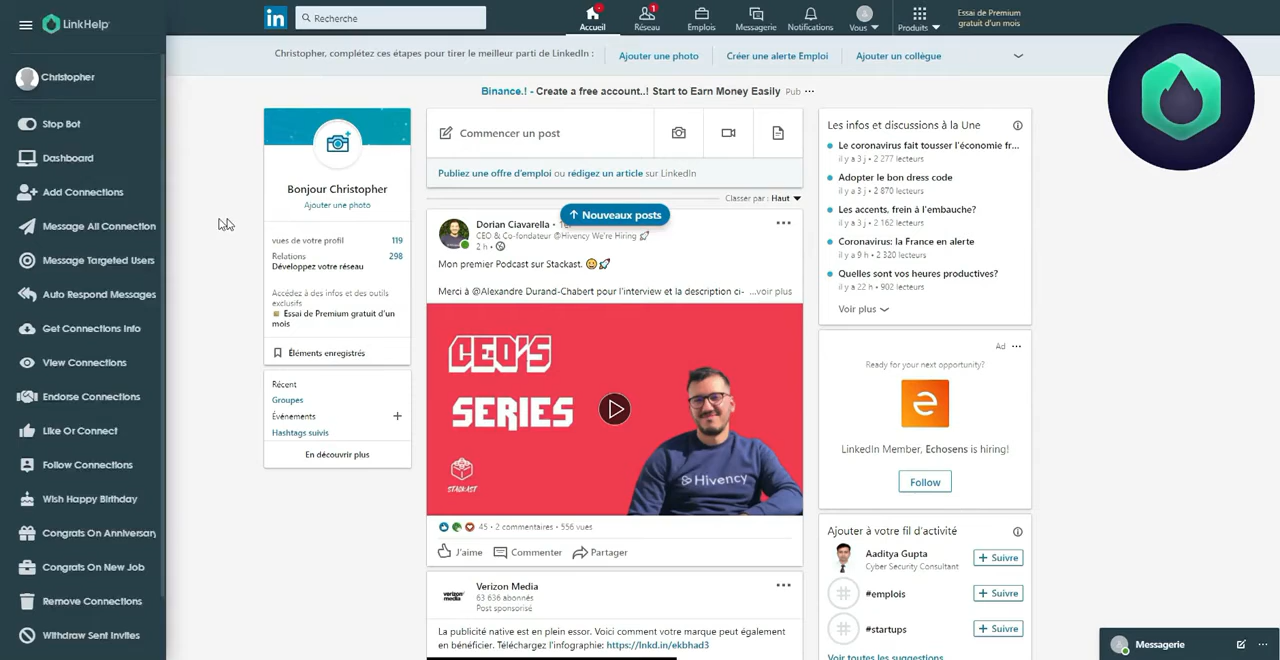 LinkHelp
Christopher
Stop Bot
Dashboard
Add Connections
Message All Connection
Message Targeted Users
Auto Respond Messages
Get Connections Info
View Connections
Endorse Connections
Like Or Connect
Follow Connections
Wish Happy Birthday
Congrats On Anniversary
Congrats On New Job
Remove Connections
Withdraw Sent Invites
in
Recherche
Accueil
1
Réseau
Emplois
Messagerie
Notifications
Vous
Produits
Essai de Premium
gratuit d'un mois
Christopher, complétez ces étapes pour tirer le meilleur parti de LinkedIn :
Ajouter une photo
Créer une alerte Emploi
Ajouter un collègue
Binance.! - Create a free account..! Start to Earn Money Easily Pub ···
Bonjour Christopher
Ajouter une photo
vues de votre profil 119
Relations 298
Développez votre réseau
Accédez à des infos et des outils
exclusifs
Essai de Premium gratuit d'un
mois
Éléments enregistrés
Récent
Groupes
Événements +
Hashtags suivis
En découvrir plus
Commencer un post
Publiez une offre d'emploi ou rédigez un article sur LinkedIn
Classer par : Haut
Nouveaux posts
Dorian Ciavarella •
CEO & Co-fondateur @Hivency We're Hiring
2 h •
Mon premier Podcast sur Stackast.
Merci à @Alexandre Durand-Chabert pour l'interview et la description ci- ...voir plus
CEO'S
SERIES
STACKAST
Hivency
45 • 2 commentaires • 556 vues
J'aime
Commenter
Partager
Verizon Media
63 636 abonnés
Post sponsorisé
verizon
media
La publicité native est en plein essor. Voici comment votre marque peut également
en bénéficier. Téléchargez l'infographie: https://lnkd.in/ekbhad3
Les infos et discussions à la Une
Le coronavirus fait tousser l'économie fr...
il y a 3 j • 2 277 lecteurs
Adopter le bon dress code
il y a 3 j • 2 870 lecteurs
Les accents, frein à l'embauche?
il y a 3 j • 2 162 lecteurs
Coronavirus: la France en alerte
il y a 9 h • 2 320 lecteurs
Quelles sont vos heures productives?
il y a 22 h • 902 lecteurs
Voir plus
Ad ···
Ready for your next opportunity?
e
LinkedIn Member, Echosens is hiring!
Follow
Ajouter à votre fil d'activité
Aaditya Gupta
Cyber Security Consultant
+ Suivre
#emplois
+ Suivre
#startups
+ Suivre
Voir toutes les suggestions
Messagerie